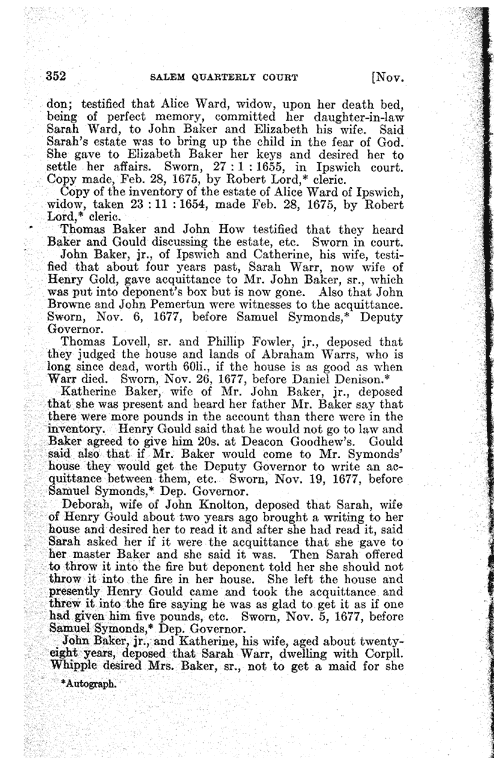 352 SALEM QUARTERLY COURT [Nov.
don; testified that Alice Ward, widow, upon her death bed,
being of perfect memory, committed her daughter-in-law
Sarah Ward, to John Baker and Elizabeth his wife. Said
Sarah's estate was to bring up the child in the fear of God.
She gave to Elizabeth Baker her keys and desired her to
settle her affairs. Sworn, 27 : 1 : 1655, in Ipswich court.
Copy made, Feb. 28, 1675, by Robert Lord,* cleric.
Copy of the inventory of the estate of Alice Ward of Ipswich,
widow, taken 23 : 11 : 1654, made Feb. 28, 1675, by Robert
Lord,* cleric.
Thomas Baker and John How testified that they heard
Baker and Gould discussing the estate, etc. Sworn in court.
John Baker, jr., of Ipswich and Catherine, his wife, testi-
fied that about four years past, Sarah Warr, now wife of
Henry Gold, gave acquittance to Mr. John Baker, sr., which
was put into deponent's box but is now gone. Also that John
Browne and John Pemertun were witnesses to the acquittance.
Sworn, Nov. 6, 1677, before Samuel Symonds,* Deputy
Governor.
Thomas Lovell, sr. and Phillip Fowler, jr., deposed that
they judged the house and lands of Abraham Warrs, who is
long since dead, worth 60li., if the house is as good as when
Warr died. Sworn, Nov. 26, 1677, before Daniel Denison.*
Katherine Baker, wife of Mr. John Baker, jr., deposed
that she was present and heard her father Mr. Baker say that
there were more pounds in the account than there were in the
inventory. Henry Gould said that he would not go to law and
Baker agreed to give him 20s. at Deacon Goodhew's. Gould
said also that if Mr. Baker would come to Mr. Symonds'
house they would get the Deputy Governor to write an ac-
quittance between them, etc. Sworn, Nov. 19, 1677, before
Samuel Symonds,* Dep. Governor.
Deborah, wife of John Knolton, deposed that Sarah, wife
of Henry Gould about two years ago brought a writing to her
house and desired her to read it and after she had read it, said
Sarah asked her if it were the acquittance that she gave to
her master Baker and she said it was. Then Sarah offered
to throw it into the fire but deponent told her she should not
throw it into the fire in her house. She left the house and
presently Henry Gould came and took the acquittance and
threw it into the fire saying he was as glad to get it as if one
had given him five pounds, etc. Sworn, Nov. 5, 1677, before
Samuel Symonds,* Dep. Governor.
John Baker, jr., and Katherine, his wife, aged about twenty-
eight years, deposed that Sarah Warr, dwelling with Corpll.
Whipple desired Mrs. Baker, sr., not to get a maid for she
*Autograph.